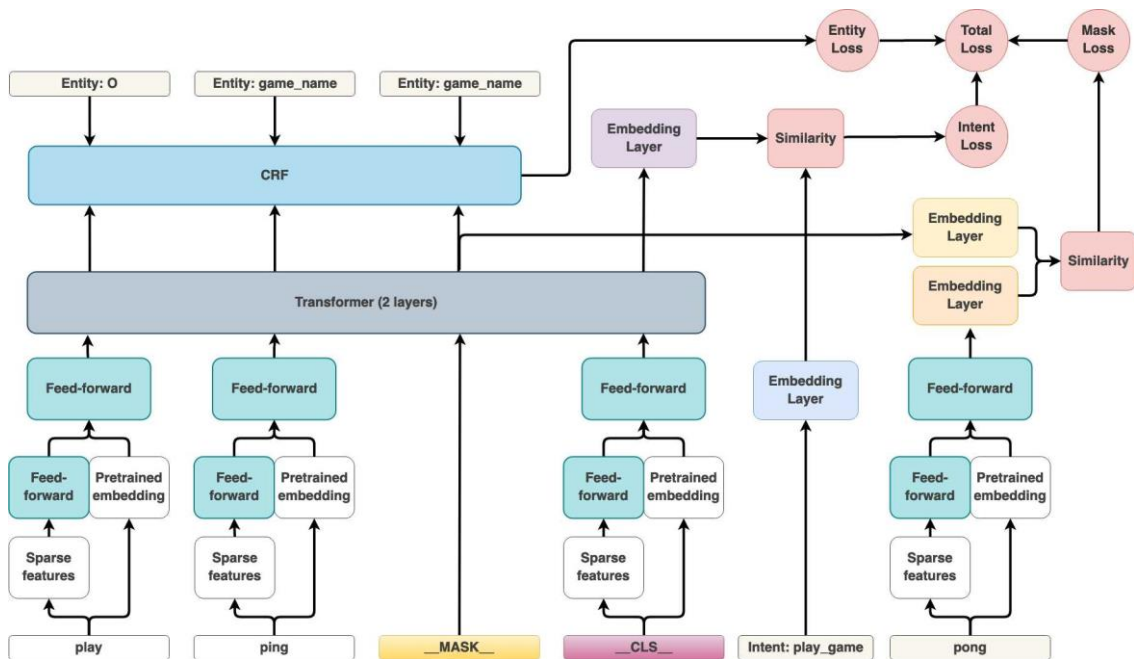 Entity
Loss
Total
Loss
Mask
Loss
Entity: O
Entity: game_name
Entity: game_name
Embedding
Layer
Similarity
Intent
Loss
CRF
Embedding
Layer
Similarity
Embedding
Layer
Transformer (2 layers)
Feed-forward
Feed-forward
Feed-forward
Embedding
Layer
Feed-forward
Feed-
forward
Pretrained
embedding
Feed-
forward
Pretrained
embedding
Feed-
forward
Pretrained
embedding
Feed-
forward
Pretrained
embedding
Sparse
features
Sparse
features
Sparse
features
Sparse
features
play
ping
__MASK__
__CLS__
Intent: play_game
pong